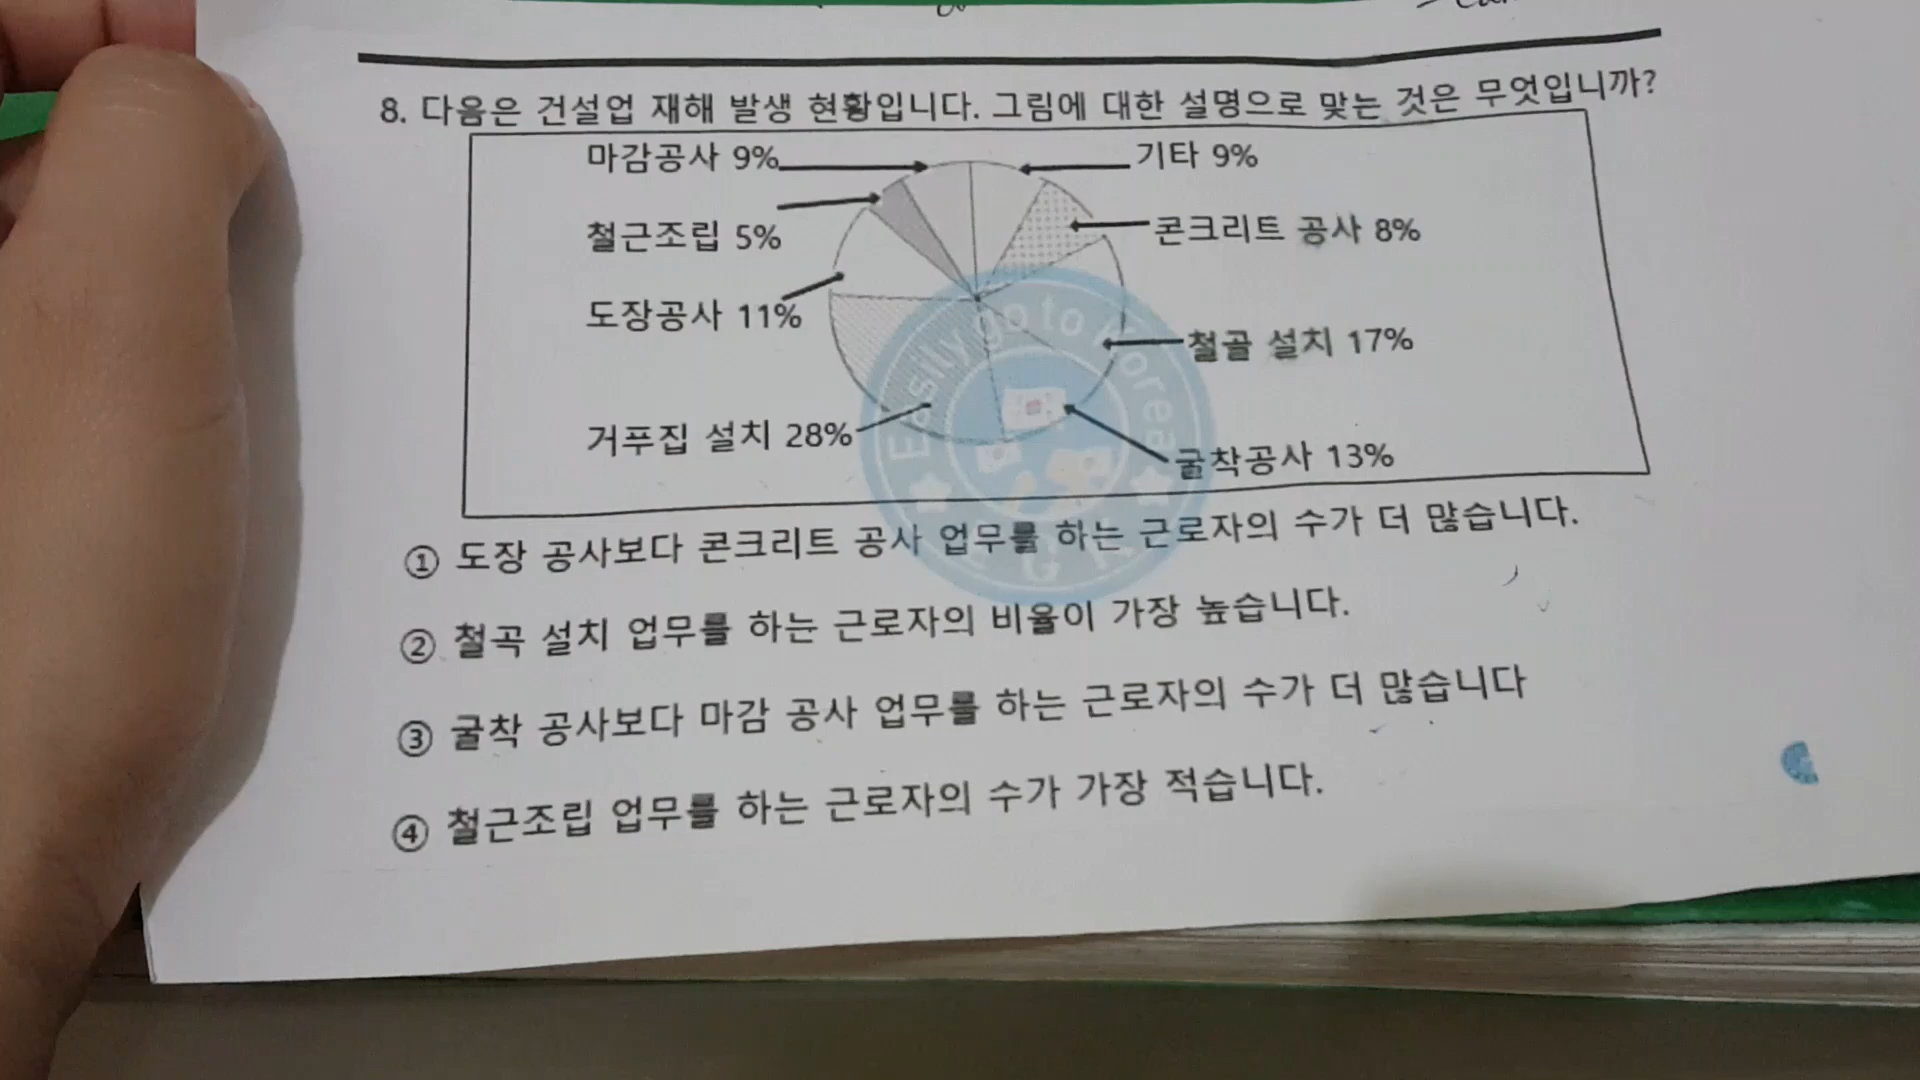 8. 다음은 건설업 재해 발생 현황입니다. 그림에 대한 설명으로 맞는 것은 무엇입니까?
마감공사 9%
기타 9%
철근조립 5%
콘크리트 공사 8%
도장공사 11%
철골 설치 17%
거푸집 설치 28%
굴착공사 13%
Easily go to Korea
EGK
① 도장 공사보다 콘크리트 공사 업무를 하는 근로자의 수가 더 많습니다.
② 철곡 설치 업무를 하는 근로자의 비율이 가장 높습니다.
③ 굴착 공사보다 마감 공사 업무를 하는 근로자의 수가 더 많습니다
④ 철근조립 업무를 하는 근로자의 수가 가장 적습니다.